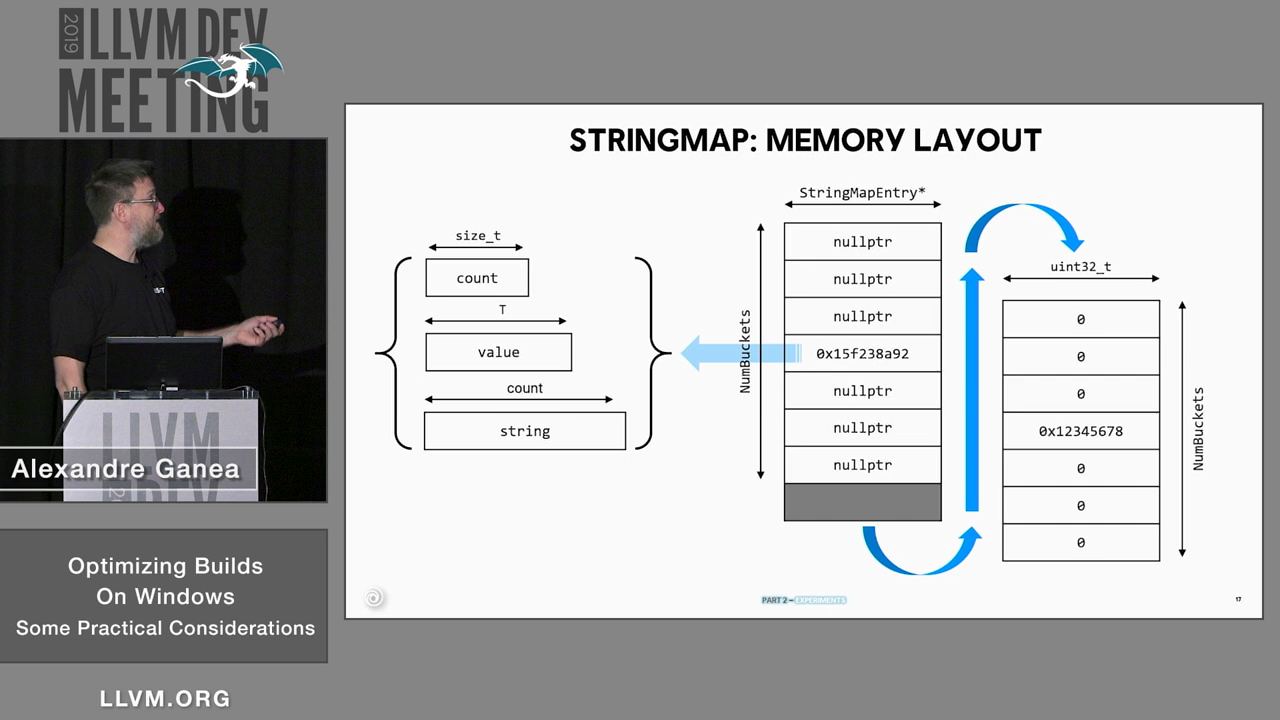 2019 LLVM DEV
MEETING
STRINGMAP: MEMORY LAYOUT
size_t
count
T
value
count
string
NumBuckets
StringMapEntry*
nullptr
nullptr
nullptr
0x15f238a92
nullptr
nullptr
nullptr
uint32_t
0
0
0
0x12345678
0
0
0
NumBuckets
PART 2 – EXPERIMENTS
17
LLVM
Alexandre Ganea
Optimizing Builds
On Windows
Some Practical Considerations
LLVM.ORG